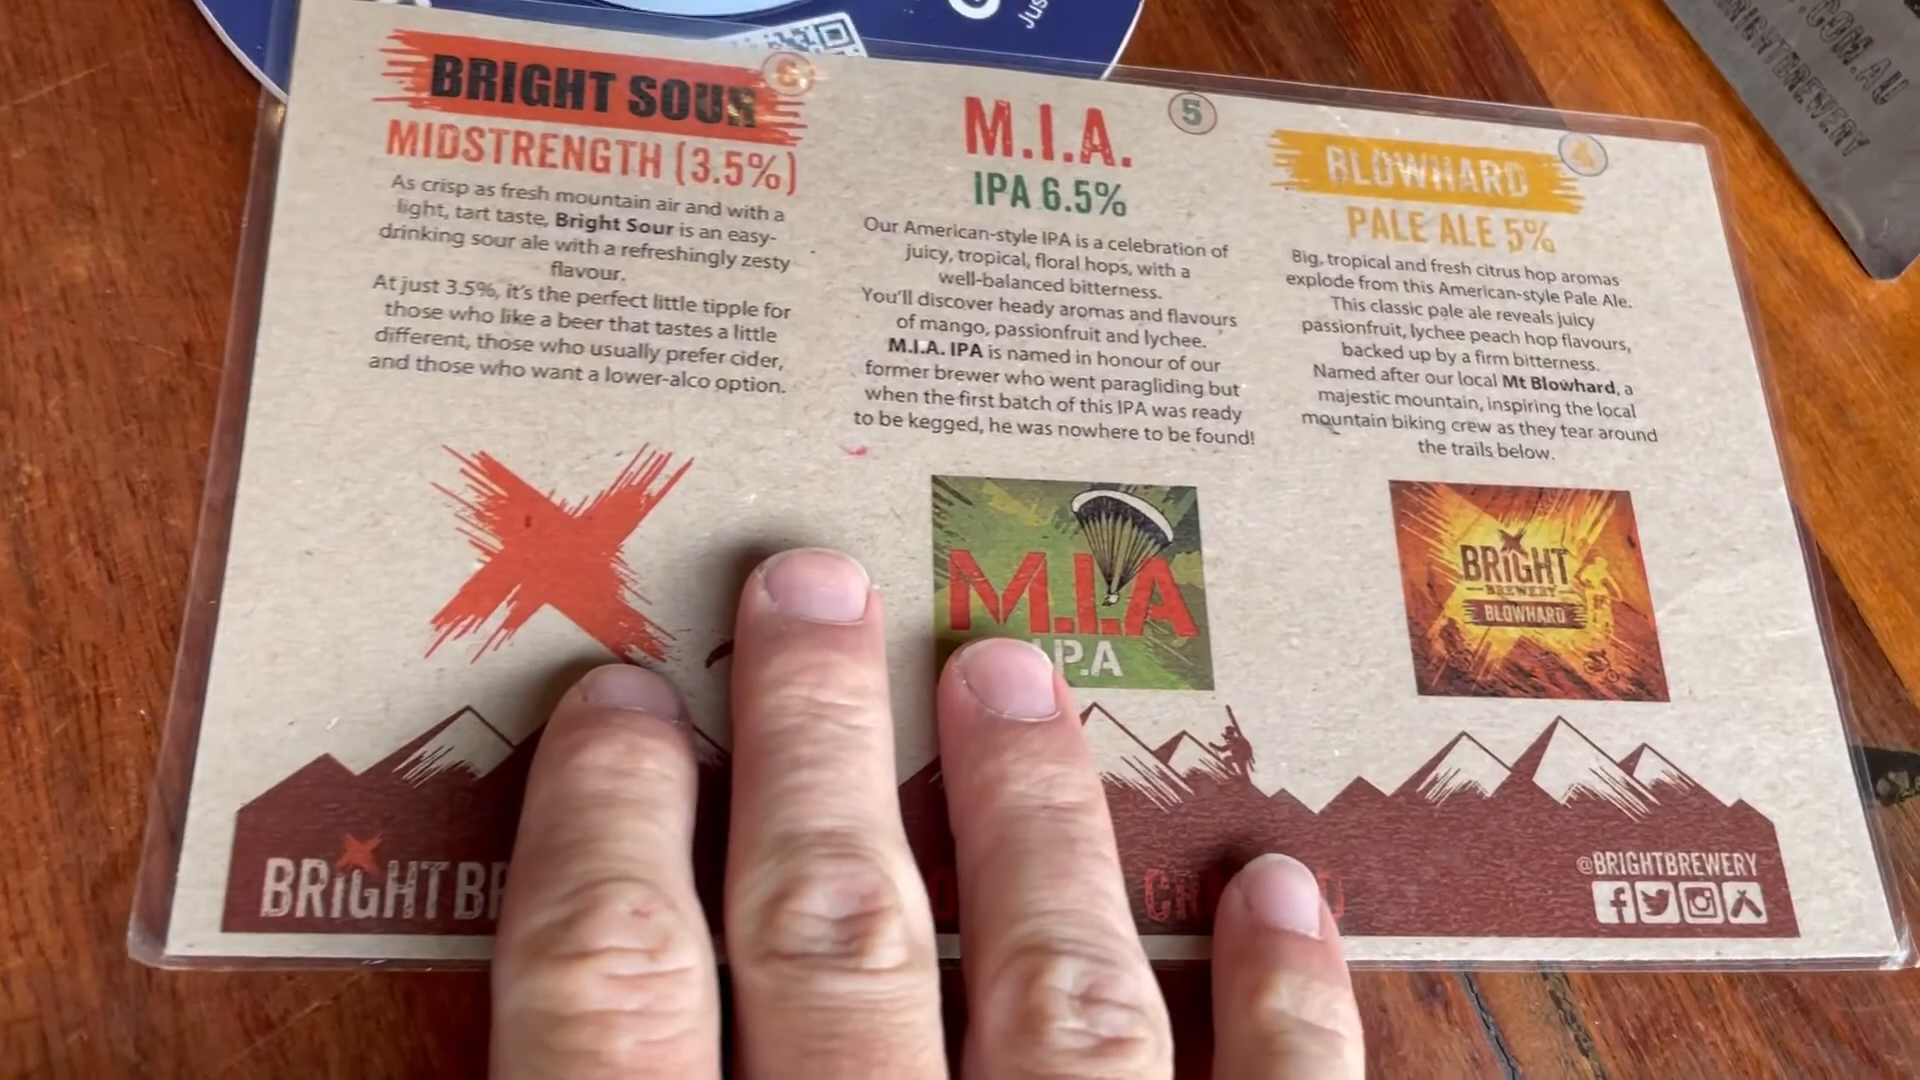 Jus
.COM.AU
BRIGHT SOUR
6
MIDSTRENGTH (3.5%)
As crisp as fresh mountain air and with a
light, tart taste, Bright Sour is an easy-
drinking sour ale with a refreshingly zesty
flavour.
At just 3.5%, it's the perfect little tipple for
those who like a beer that tastes a little
different, those who usually prefer cider,
and those who want a lower-alco option.
M.I.A.
5
IPA 6.5%
Our American-style IPA is a celebration of
juicy, tropical, floral hops, with a
well-balanced bitterness.
You'll discover heady aromas and flavours
of mango, passionfruit and lychee.
M.I.A. IPA is named in honour of our
former brewer who went paragliding but
when the first batch of this IPA was ready
to be kegged, he was nowhere to be found!
M.I.A
I.P.A
BLOWHARD
4
PALE ALE 5%
Big, tropical and fresh citrus hop aromas
explode from this American-style Pale Ale.
This classic pale ale reveals juicy
passionfruit, lychee peach hop flavours,
backed up by a firm bitterness.
Named after our local Mt Blowhard, a
majestic mountain, inspiring the local
mountain biking crew as they tear around
the trails below.
BRIGHT
BREWERY
BLOWHARD
BRIGHT BR
@BRIGHTBREWERY